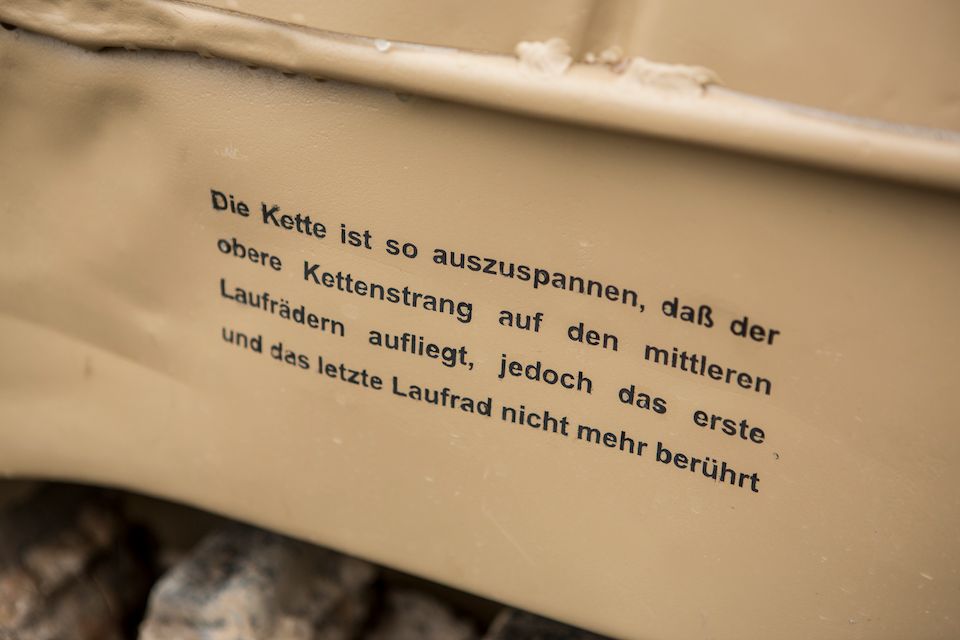 Die Kette ist so auszuspannen, daß der
obere Kettenstrang auf den mittleren
Laufrädern aufliegt, jedoch das erste
und das letzte Laufrad nicht mehr berührt